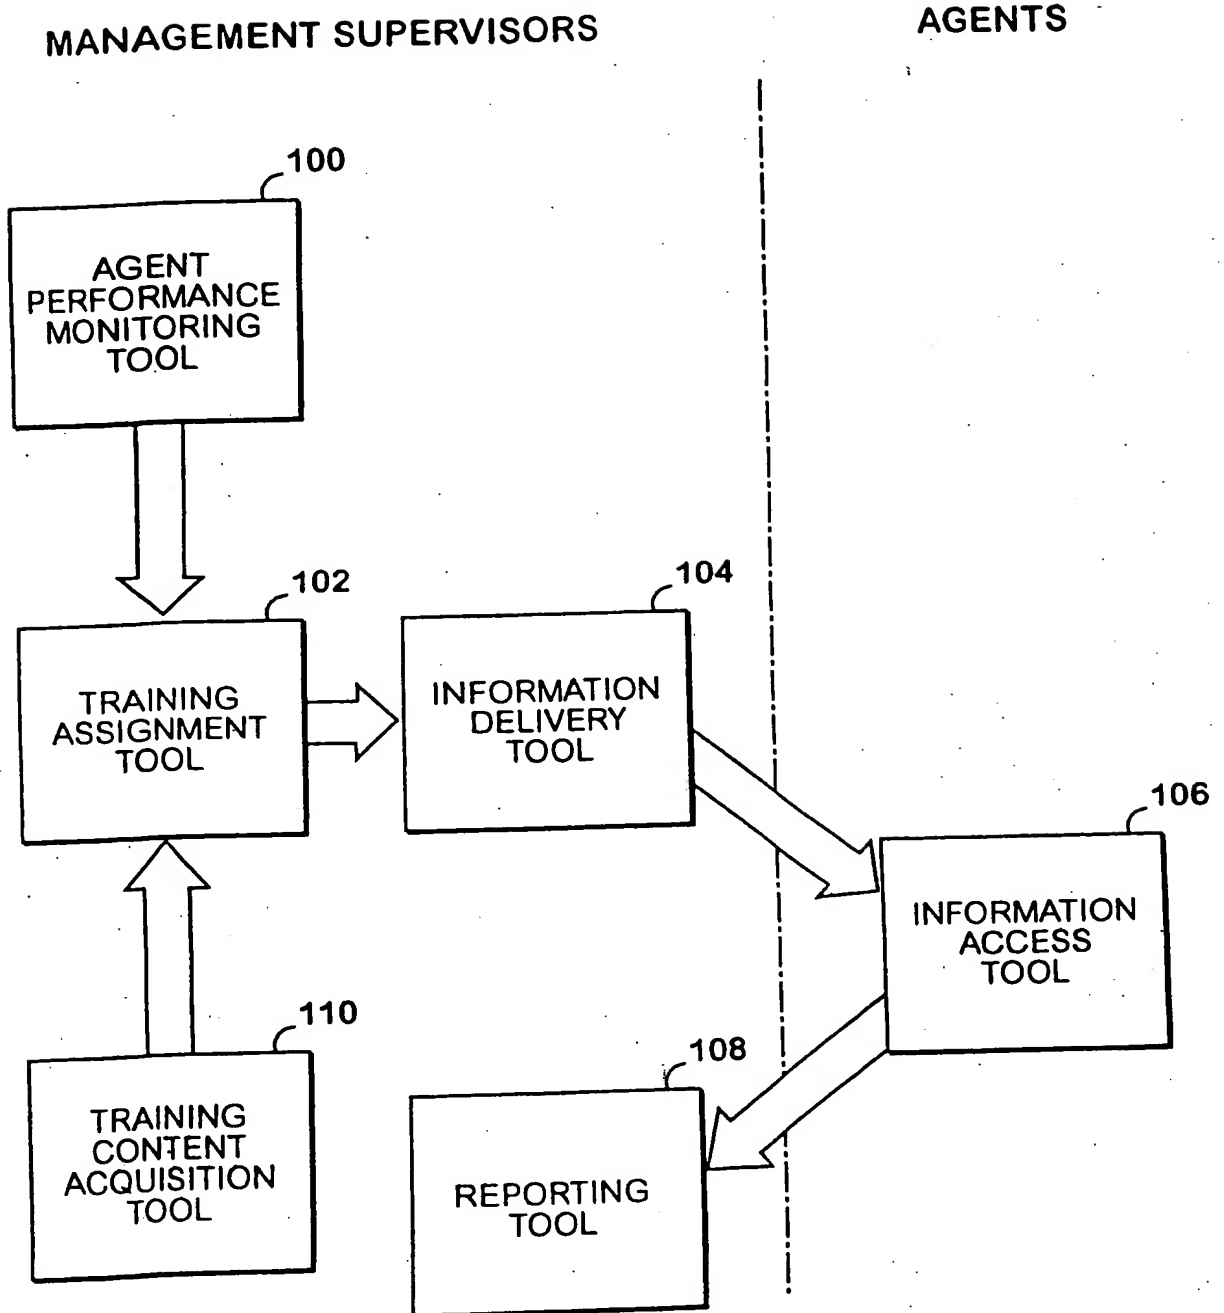 MANAGEMENT SUPERVISORS
AGENTS
100
AGENT
PERFORMANCE
MONITORING
TOOL
102
TRAINING
ASSIGNMENT
TOOL
104
INFORMATION
DELIVERY
TOOL
106
INFORMATION
ACCESS
TOOL
110
TRAINING
CONTENT
ACQUISITION
TOOL
108
REPORTING
TOOL